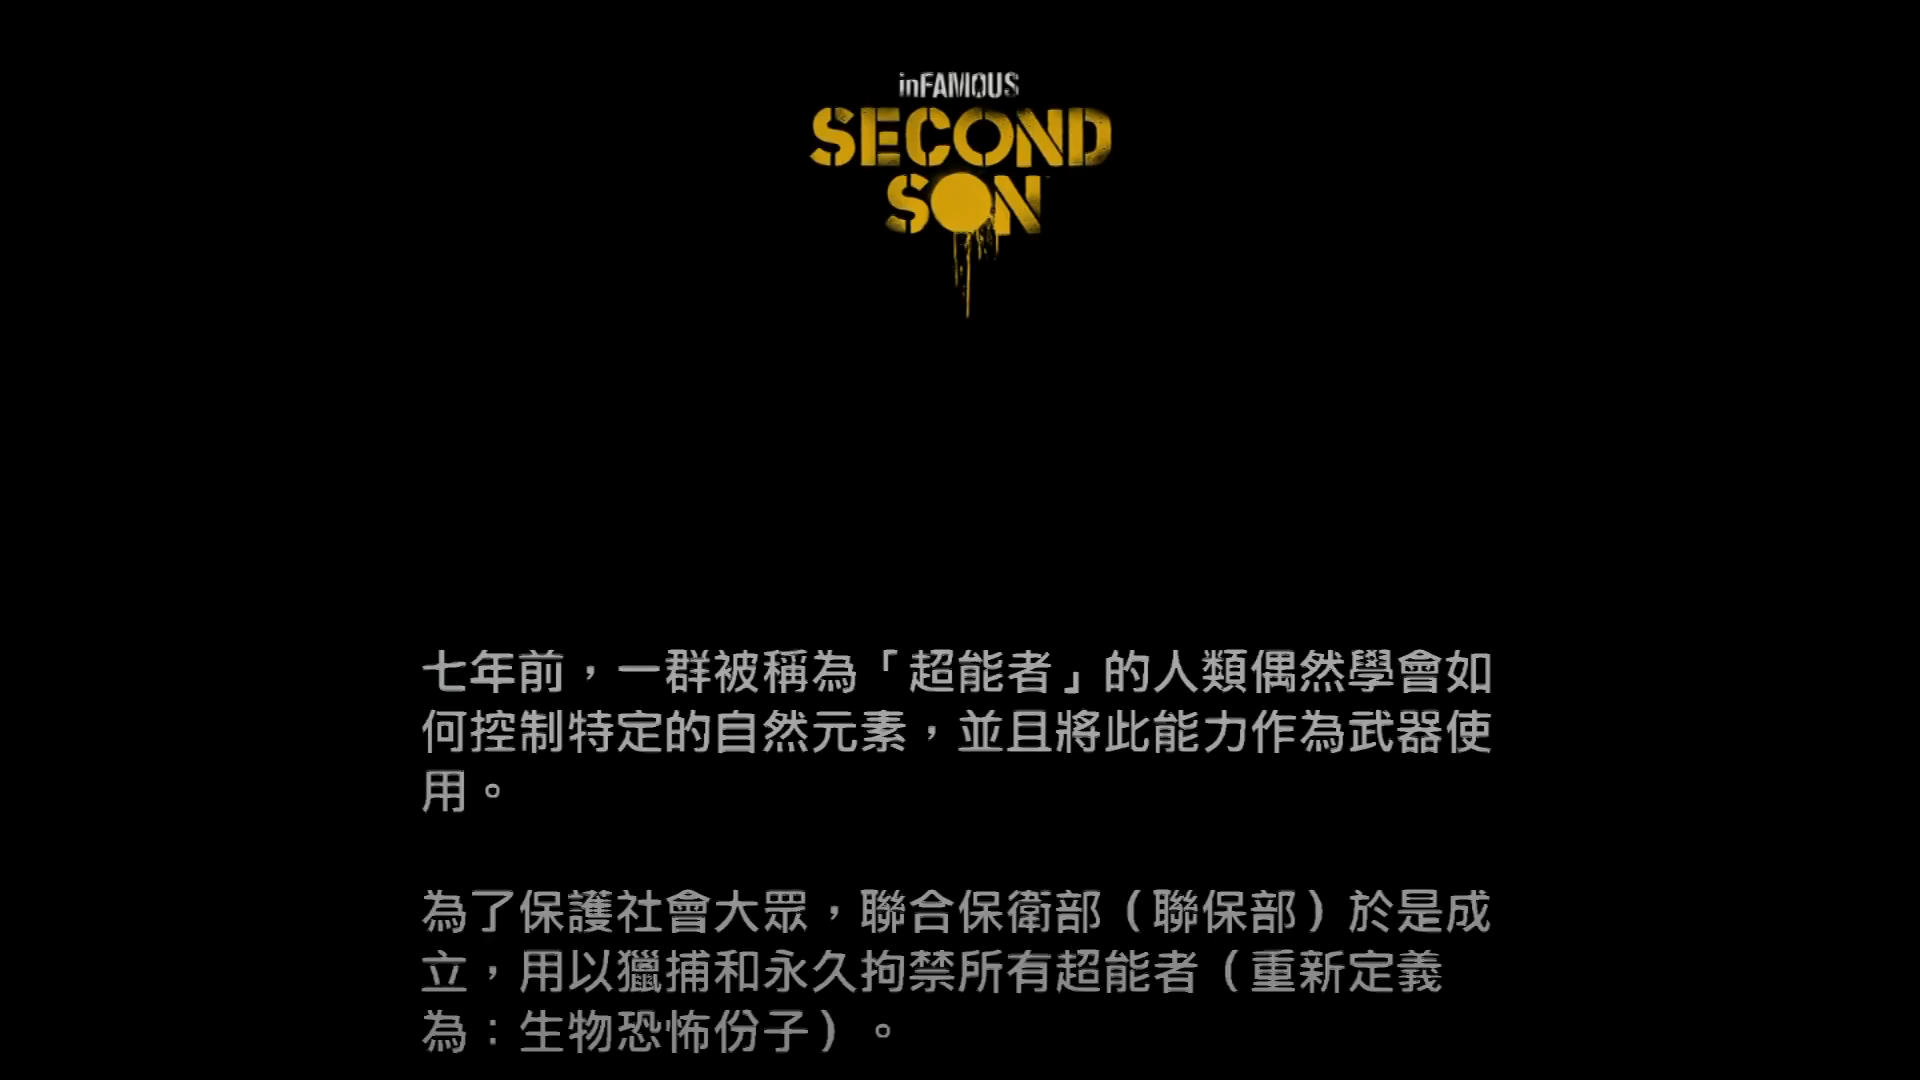 inFAMOUS
SECOND
SON
七年前，一群被稱為「超能者」的人類偶然學會如
何控制特定的自然元素，並且將此能力作為武器使
用。
為了保護社會大眾，聯合保衛部（聯保部）於是成
立，用以獵捕和永久拘禁所有超能者（重新定義
為：生物恐怖份子）。